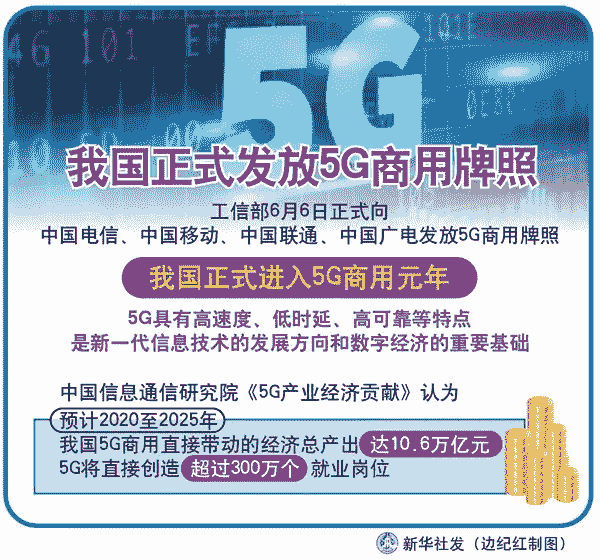 4G 101 EF
101
5G
0ERX
我国正式发放5G商用牌照
工信部6月6日正式向
中国电信、中国移动、中国联通、中国广电发放5G商用牌照
我国正式进入5G商用元年
5G具有高速度、低时延、高可靠等特点
是新一代信息技术的发展方向和数字经济的重要基础
中国信息通信研究院《5G产业经济贡献》认为
预计2020至2025年
我国5G商用直接带动的经济总产出 达10.6万亿元
5G将直接创造 超过300万个 就业岗位
新华社发（边纪红制图）